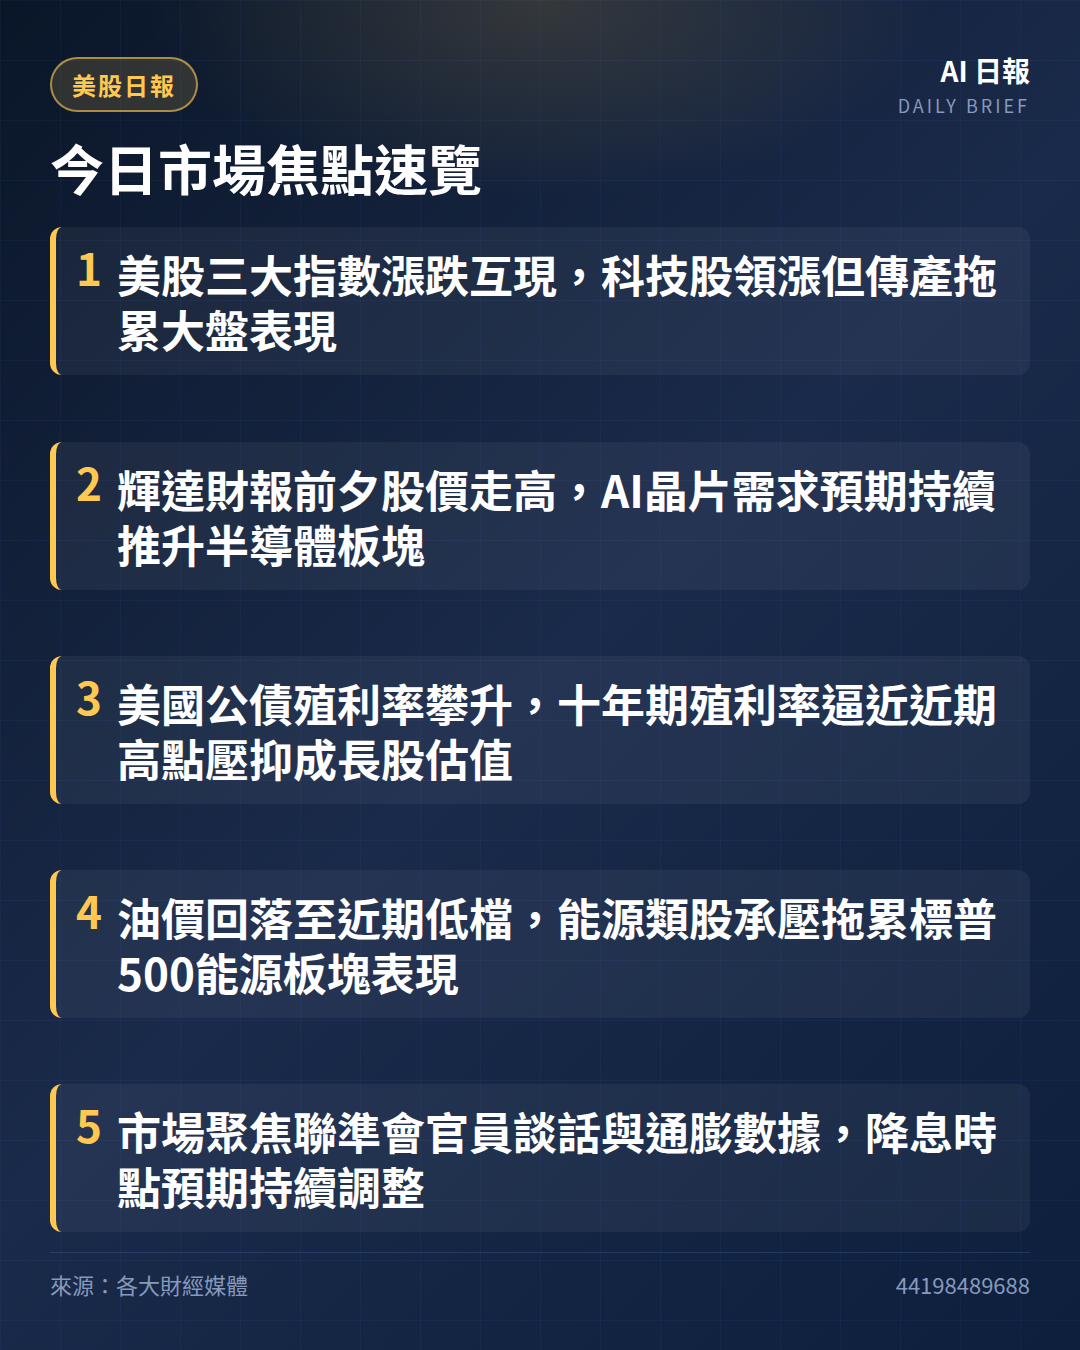 美股日報
AI 日報
DAILY BRIEF
今日市場焦點速覽
1 美股三大指數漲跌互現，科技股領漲但傳產拖
累大盤表現
2 輝達財報前夕股價走高，AI晶片需求預期持續
推升半導體板塊
3 美國公債殖利率攀升，十年期殖利率逼近近期
高點壓抑成長股估值
4 油價回落至近期低檔，能源類股承壓拖累標普
500能源板塊表現
5 市場聚焦聯準會官員談話與通膨數據，降息時
點預期持續調整
來源：各大財經媒體
44198489688